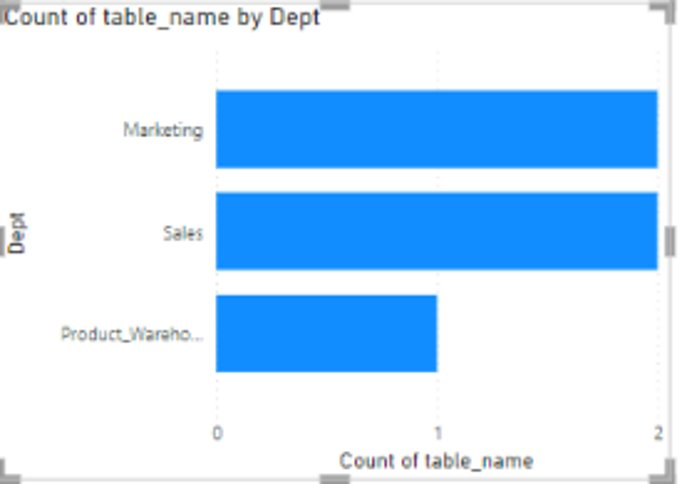 Count of table_name by Dept
Dept
Marketing
Sales
Product_Wareho...
0 1 2
Count of table_name